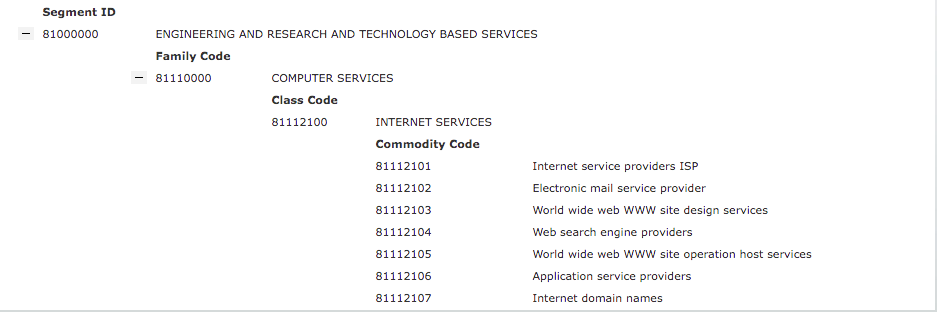 Segment ID
81000000 ENGINEERING AND RESEARCH AND TECHNOLOGY BASED SERVICES
Family Code
81110000 COMPUTER SERVICES
Class Code
81112100 INTERNET SERVICES
Commodity Code
81112101 Internet service providers ISP
81112102 Electronic mail service provider
81112103 World wide web WWW site design services
81112104 Web search engine providers
81112105 World wide web WWW site operation host services
81112106 Application service providers
81112107 Internet domain names